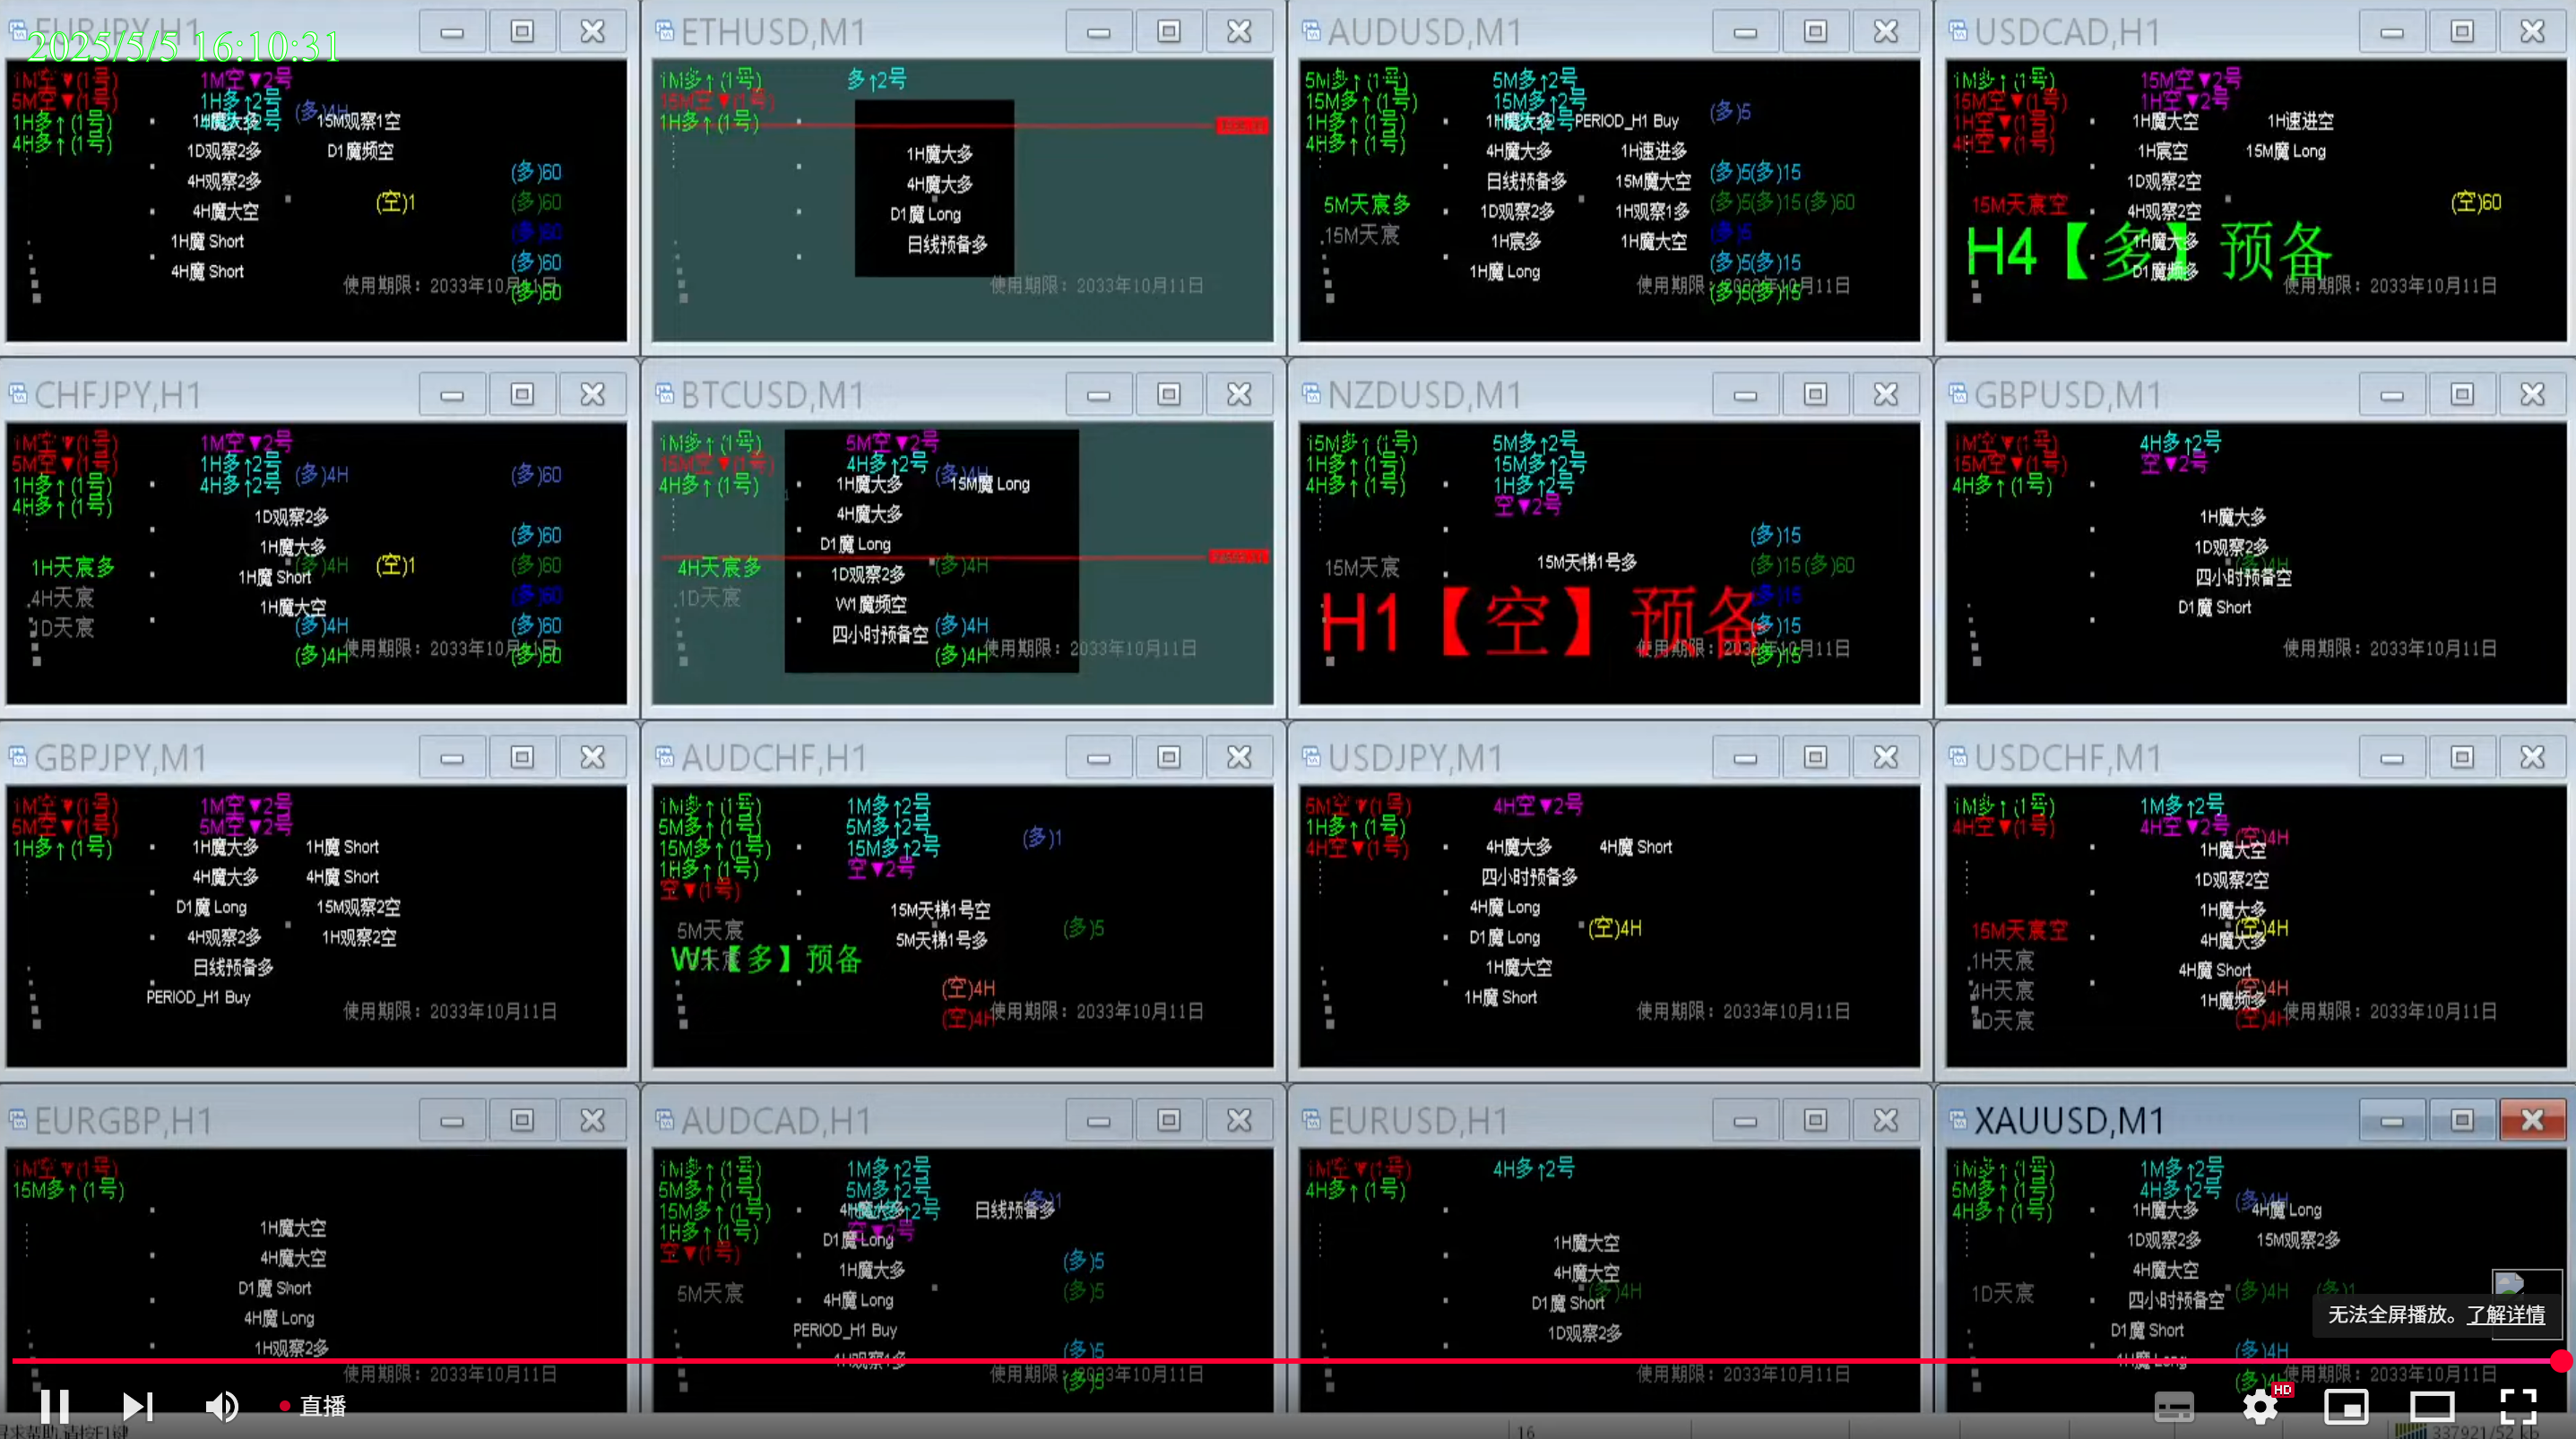 EURJPY,H1
2025/5/5 16:10:31
1M空▼(1号)
1M空▼2号
5M空▼(1号)
1H多↑2号
(多)4H
1H多↑(1号)
1H魔大多
15M观察1空
4H多↑(1号)
1D观察2多
D1魔频空
4H观察2多
(多)60
4H魔大空
(空)1
(多)60
1H魔 Short
(多)60
4H魔 Short
(多)60
使用期限：2033年10月11日
(多)60
ETHUSD,M1
1M多↑(1号)
多↑2号
15M空▼(1号)
1H多↑(1号)
1H魔大多
4H魔大多
D1魔 Long
日线预备多
使用期限：2033年10月11日
AUDUSD,M1
5M多↑(1号)
5M多↑2号
15M多↑(1号)
15M多↑2号
(多)5
1H多↑(1号)
1H魔大多
PERIOD_H1 Buy
4H多↑(1号)
4H魔大多
1H速进多
日线预备多
15M魔大空
(多)5(多)15
5M天宸多
1D观察2多
1H观察1多
(多)5(多)15(多)60
.15M天宸
1H宸多
1H魔大空
(多)5
1H魔 Long
(多)5(多)15
使用期限：2033年10月11日
(多)5(多)15
USDCAD,H1
1M多↑(1号)
15M空▼2号
15M空▼(1号)
1H空▼2号
1H空▼(1号)
1H魔大空
1H速进空
4H空▼(1号)
1H宸空
15M魔 Long
1D观察2空
15M天宸空
4H观察2空
(空)60
H4【多】预备
1H魔大多
D1魔频多
使用期限：2033年10月11日
CHFJPY,H1
1M空▼(1号)
1M空▼2号
5M空▼(1号)
1H多↑2号
(多)4H
(多)60
1H多↑(1号)
4H多↑2号
4H多↑(1号)
1D观察2多
1H魔大多
(多)60
1H天宸多
(多)4H
(空)1
(多)60
1H魔 Short
.4H天宸
1H魔大空
(多)60
1D天宸
(多)4H
(多)60
(多)4H
使用期限：2033年10月11日
(多)60
BTCUSD,M1
1M多↑(1号)
5M空▼2号
15M空▼(1号)
4H多↑2号
(多)4H
4H多↑(1号)
1H魔大多
15M魔 Long
4H魔大多
D1魔 Long
4H天宸多
1D观察2多
(多)4H
.1D天宸
W1魔频空
四小时预备空
(多)4H
(多)4H
使用期限：2033年10月11日
NZDUSD,M1
15M多↑(1号)
5M多↑2号
1H多↑(1号)
15M多↑2号
4H多↑(1号)
1H多↑2号
空▼2号
(多)15
15M天宸
15M天梯1号多
(多)15(多)60
H1【空】预备
(多)15
(多)15
使用期限：2033年10月11日
(多)15
GBPUSD,M1
1M空▼(1号)
4H多↑2号
15M空▼(1号)
空▼2号
4H多↑(1号)
1H魔大多
1D观察2多
(多)4H
四小时预备空
D1魔 Short
使用期限：2033年10月11日
GBPJPY,M1
1M空▼(1号)
1M空▼2号
5M空▼(1号)
5M空▼2号
1H多↑(1号)
1H魔大多
1H魔 Short
4H魔大多
4H魔 Short
D1魔 Long
15M观察2空
4H观察2多
1H观察2空
日线预备多
PERIOD_H1 Buy
使用期限：2033年10月11日
AUDCHF,H1
1M多↑(1号)
1M多↑2号
5M多↑(1号)
5M多↑2号
(多)1
15M多↑(1号)
15M多↑2号
1H多↑(1号)
空▼2号
空▼(1号)
15M天梯1号空
5M天宸
5M天梯1号多
(多)5
W1【多】预备
(空)4H
(空)4H
使用期限：2033年10月11日
USDJPY,M1
5M空▼(1号)
4H空▼2号
1H多↑(1号)
4H空▼(1号)
4H魔大多
4H魔 Short
四小时预备多
4H魔 Long
D1魔 Long
(空)4H
1H魔大空
1H魔 Short
使用期限：2033年10月11日
USDCHF,M1
1M多↑(1号)
1M多↑2号
4H空▼(1号)
4H空▼2号
(空)4H
1H魔大空
1D观察2空
1H魔大多
15M天宸空
(空)4H
4H魔大多
.1H天宸
4H魔 Short
4H天宸
(空)4H
1H魔频多
1D天宸
(空)4H
使用期限：2033年10月11日
EURGBP,H1
1M空▼(1号)
15M多↑(1号)
1H魔大空
4H魔大空
D1魔 Short
4H魔 Long
1H观察2多
使用期限：2033年10月11日
AUDCAD,H1
1M多↑(1号)
1M多↑2号
5M多↑(1号)
5M多↑2号
(多)1
15M多↑(1号)
4H魔大多
日线预备多
1H多↑(1号)
空▼2号
空▼(1号)
D1魔 Long
1H魔大多
(多)5
5M天宸
4H魔 Long
(多)5
PERIOD_H1 Buy
(多)5
1H观察1多
使用期限：2033年10月11日
(多)5
EURUSD,H1
1M空▼(1号)
4H多↑2号
4H多↑(1号)
1H魔大空
4H魔大空
(多)4H
D1魔 Short
1D观察2多
使用期限：2033年10月11日
XAUUSD,M1
1M多↑(1号)
1M多↑2号
5M多↑(1号)
4H多↑2号
(多)4H
4H多↑(1号)
1H魔大多
4H魔 Long
1D观察2多
15M观察2多
4H魔大空
1D天宸
四小时预备空
(多)4H
(多)1
D1魔 Short
(多)4H
1H魔 Long
使用期限：2033年10月11日
无法全屏播放。了解详情
直播
HD
16
337921/52 kb